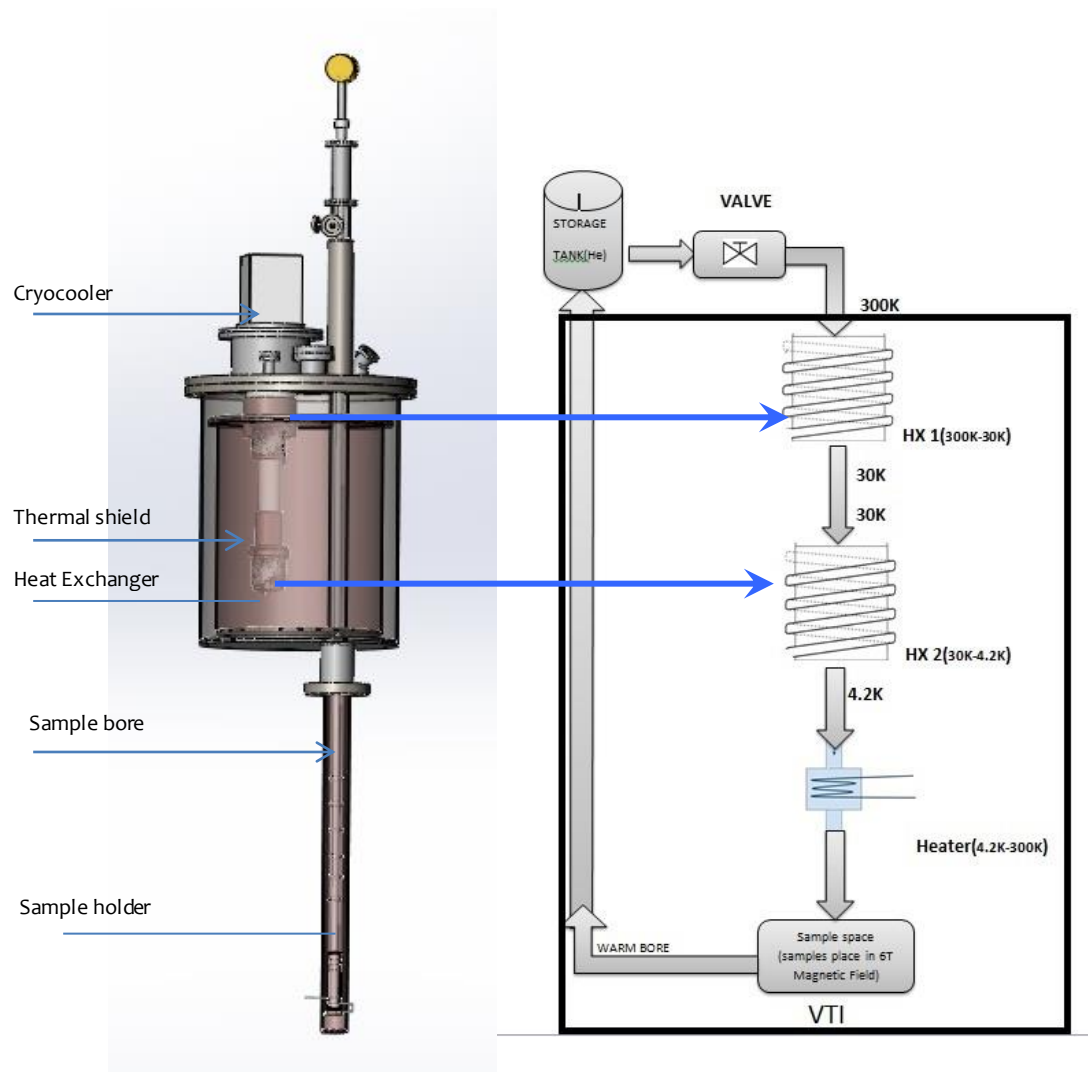 Cryocooler
Thermal shield
Heat Exchanger
Sample bore
Sample holder
STORAGE
TANK(He)
VALVE
300K
HX 1(300K-30K)
30K
30K
HX 2(30K-4.2K)
4.2K
Heater(4.2K-300K)
Sample space
(samples place in 6T
Magnetic Field)
WARM BORE
VTI